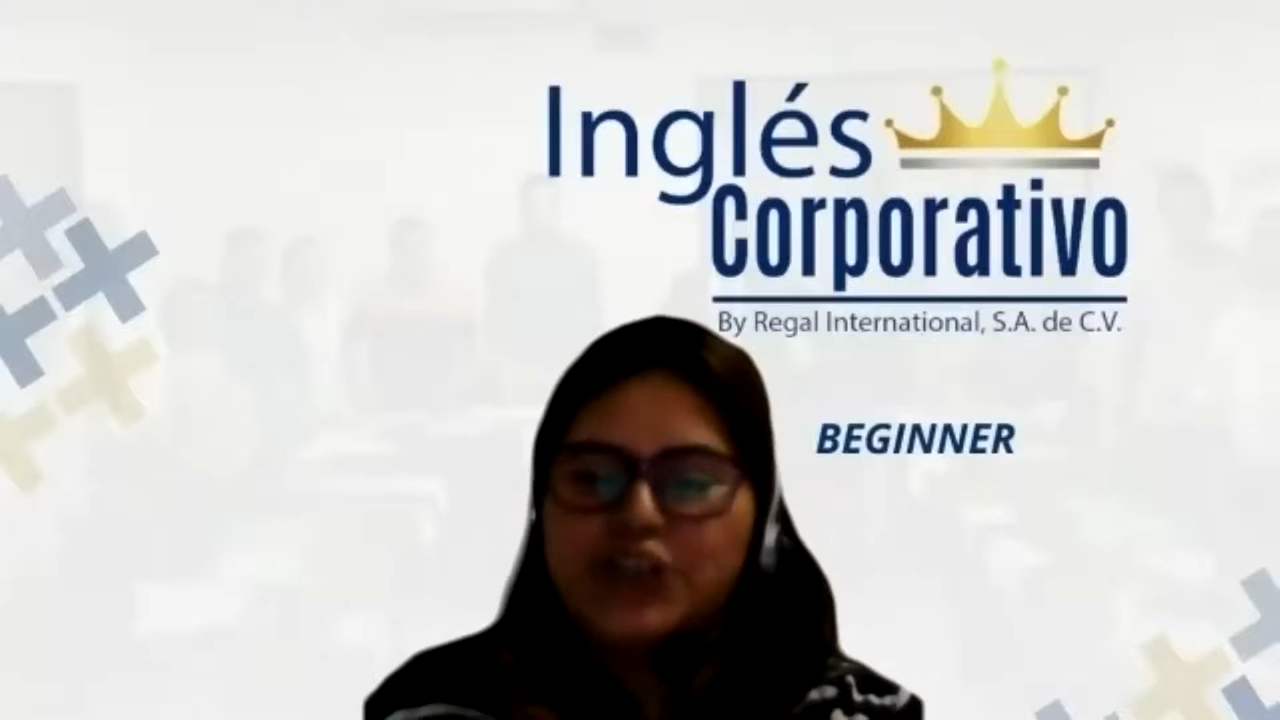 Inglés
Corporativo
By Regal International, S.A. de C.V.
BEGINNER